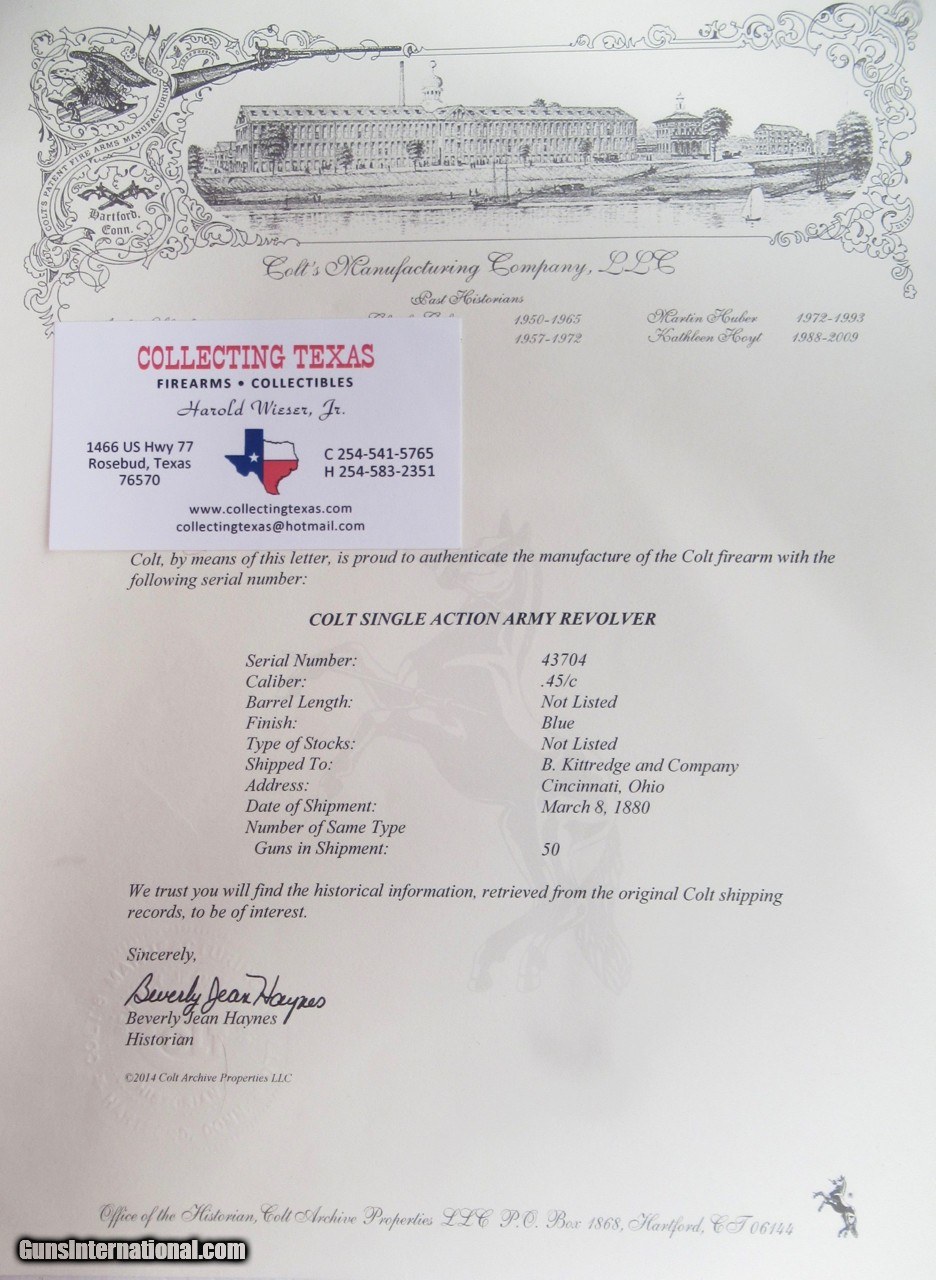 COLT'S PATENT FIRE ARMS MANUFACTURING CO
Hartford,
Conn.
Colt's Manufacturing Company, LLC
Past Historians
1950-1965 Martin Huber 1972-1993
1957-1972 Kathleen Hoyt 1988-2009
COLLECTING TEXAS
FIREARMS • COLLECTIBLES
Harold Wieser, Jr.
1466 US Hwy 77
Rosebud, Texas
76570
C 254-541-5765
H 254-583-2351
www.collectingtexas.com
collectingtexas@hotmail.com
Colt, by means of this letter, is proud to authenticate the manufacture of the Colt firearm with the
following serial number:
COLT SINGLE ACTION ARMY REVOLVER
Serial Number: 43704
Caliber: .45/c
Barrel Length: Not Listed
Finish: Blue
Type of Stocks: Not Listed
Shipped To: B. Kittredge and Company
Address: Cincinnati, Ohio
Date of Shipment: March 8, 1880
Number of Same Type
Guns in Shipment: 50
We trust you will find the historical information, retrieved from the original Colt shipping
records, to be of interest.
Sincerely,
Beverly Jean Haynes
Beverly Jean Haynes
Historian
©2014 Colt Archive Properties LLC
Office of the Historian, Colt Archive Properties LLC P.O. Box 1868, Hartford, CT 06144
GunsInternational.com